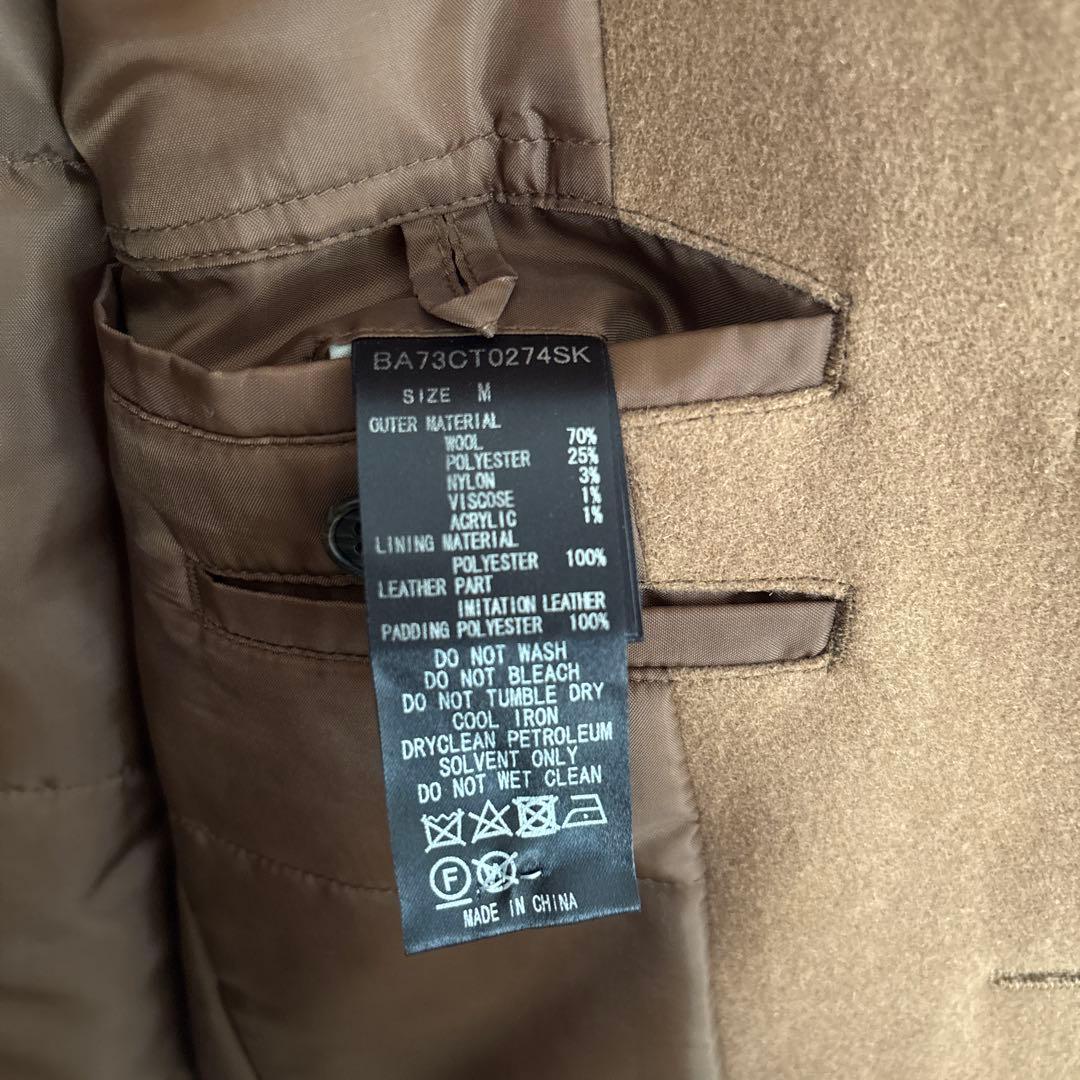 BA73CT0274SK
SIZE M
OUTER MATERIAL
WOOL 70%
POLYESTER 25%
NYLON 3%
VISCOSE 1%
ACRYLIC 1%
LINING MATERIAL
POLYESTER 100%
LEATHER PART
IMITATION LEATHER
PADDING POLYESTER 100%
DO NOT WASH
DO NOT BLEACH
DO NOT TUMBLE DRY
COOL IRON
DRYCLEAN PETROLEUM
SOLVENT ONLY
DO NOT WET CLEAN
F W
MADE IN CHINA